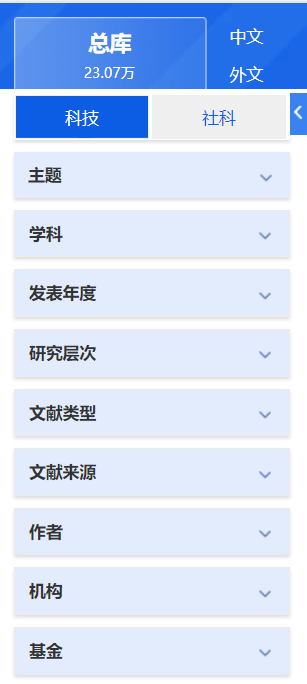 总库
23.07万
中文
外文
科技
社科
主题
学科
发表年度
研究层次
文献类型
文献来源
作者
机构
基金